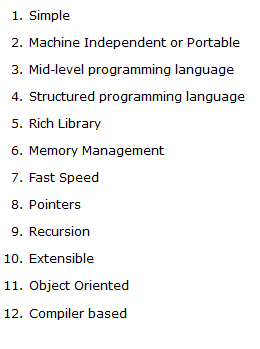 1. Simple
2. Machine Independent or Portable
3. Mid-level programming language
4. Structured programming language
5. Rich Library
6. Memory Management
7. Fast Speed
8. Pointers
9. Recursion
10. Extensible
11. Object Oriented
12. Compiler based